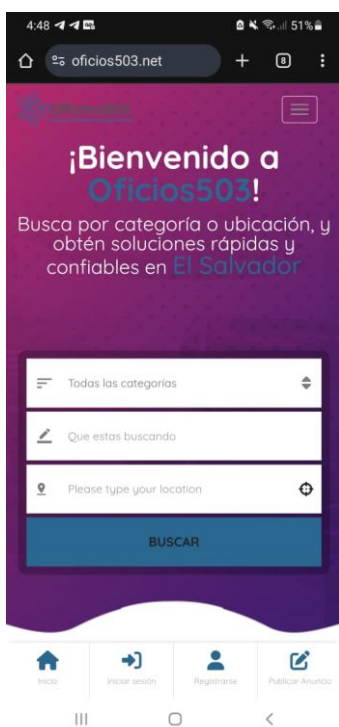 4:48
51%
oficios503.net
8
Oficios503
¡Bienvenido a
Oficios503!
Busca por categoría o ubicación, y
obtén soluciones rápidas y
confiables en El Salvador
Todas las categorías
Que estas buscando
Please type your location
BUSCAR
Inicio
Iniciar sesión
Registrarse
Publicar Anuncio